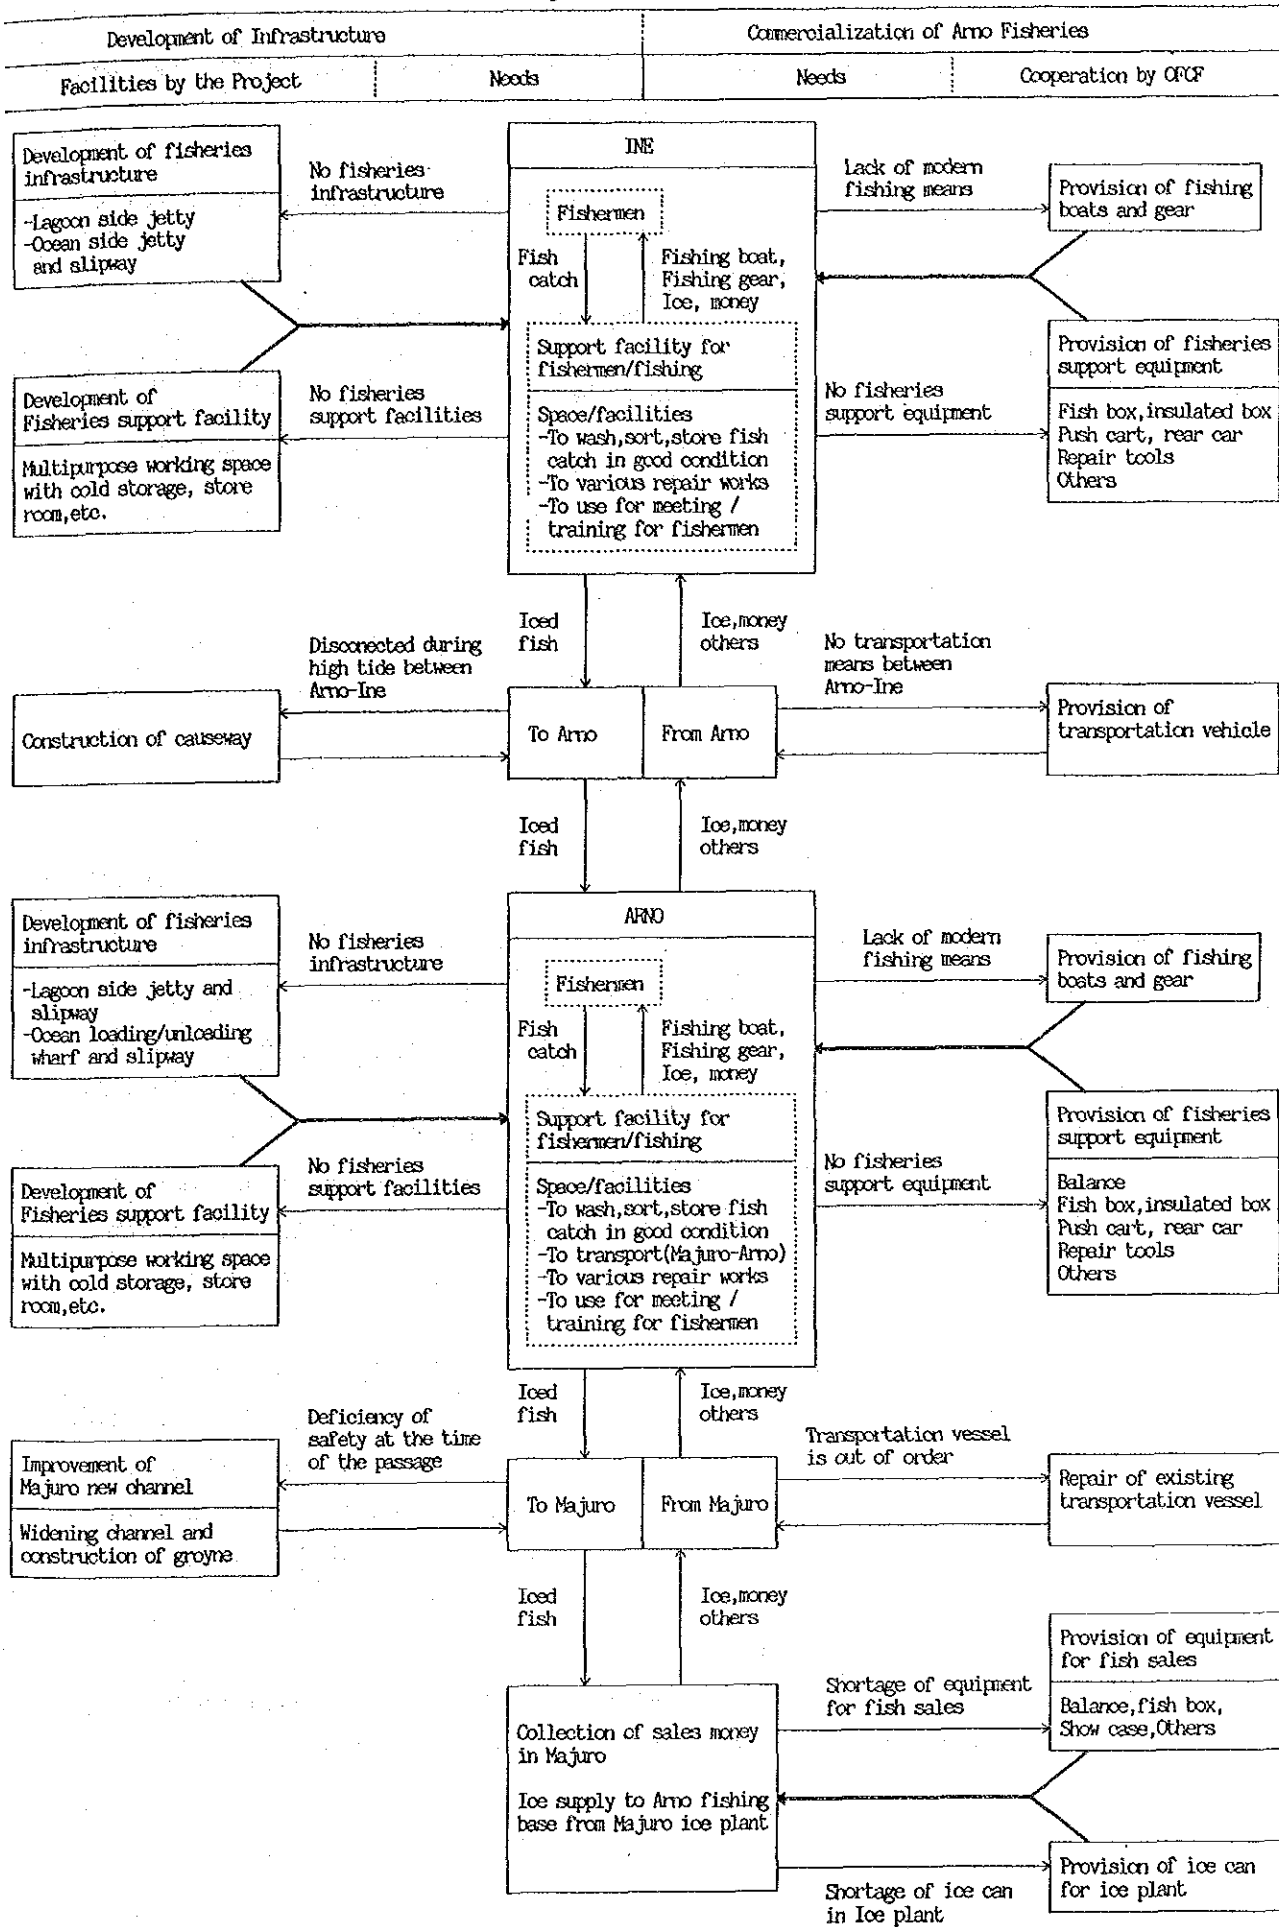 Development of Infrastructure
Commercialization of Arno Fisheries
Facilities by the Project
Needs
Needs
Cooperation by OFCF
Development of fisheries
infrastructure
-Lagoon side jetty
-Ocean side jetty
and slipway
No fisheries
infrastructure
INE
Fishermen
Fish
catch
Fishing boat,
Fishing gear,
Ice, money
Lack of modern
fishing means
Provision of fishing
boats and gear
Support facility for
fishermen/fishing
Space/facilities
-To wash,sort,store fish
catch in good condition
-To various repair works
-To use for meeting /
training for fishermen
Development of
Fisheries support facility
Multipurpose working space
with cold storage, store
room,etc.
No fisheries
support facilities
No fisheries
support equipment
Provision of fisheries
support equipment
Fish box,insulated box
Push cart, rear car
Repair tools
Others
Iced
fish
Ice,money
others
Disconected during
high tide between
Arno-Ine
No transportation
means between
Arno-Ine
Construction of causeway
To Arno
From Arno
Provision of
transportation vehicle
Iced
fish
Ice,money
others
Development of fisheries
infrastructure
-Lagoon side jetty and
slipway
-Ocean loading/unloading
wharf and slipway
No fisheries
infrastructure
ARNO
Fishermen
Fish
catch
Fishing boat,
Fishing gear,
Ice, money
Lack of modern
fishing means
Provision of fishing
boats and gear
Support facility for
fishermen/fishing
Space/facilities
-To wash,sort,store fish
catch in good condition
-To transport(Majuro-Arno)
-To various repair works
-To use for meeting /
training for fishermen
Development of
Fisheries support facility
Multipurpose working space
with cold storage, store
room,etc.
No fisheries
support facilities
No fisheries
support equipment
Provision of fisheries
support equipment
Balance
Fish box,insulated box
Push cart, rear car
Repair tools
Others
Iced
fish
Ice,money
others
Deficiency of
safety at the time
of the passage
Transportation vessel
is out of order
Improvement of
Majuro new channel
Widening channel and
construction of groyne
To Majuro
From Majuro
Repair of existing
transportation vessel
Iced
fish
Ice,money
others
Collection of sales money
in Majuro
Ice supply to Arno fishing
base from Majuro ice plant
Shortage of equipment
for fish sales
Provision of equipment
for fish sales
Balance,fish box,
Show case,Others
Shortage of ice can
in Ice plant
Provision of ice can
for ice plant